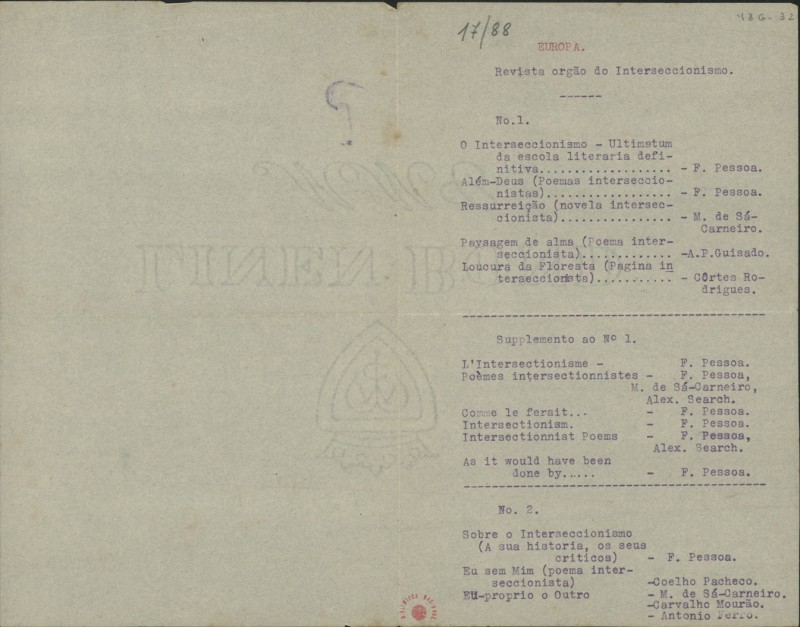 17/88
48G-32
EUROPA.
Revista orgão do Interseccionismo.
No.1.
O Interseccionismo - Ultimatum
da escola literaria defi-
nitiva................... - F. Pessoa.
Além-Deus (Poemas interseccio-
nistas).................. - F. Pessoa.
Ressurreição (novela intersec-
cionista)................ - M. de Sá-
Carneiro.
Paysagem de alma (Poema inter-
seccionista)............. -A.P.Guisado.
Loucura da Floresta (Pagina in
terseccionista)........... - Côrtes Ro-
drigues.
Supplemento ao Nº 1.
L'Intersectionisme - F. Pessoa.
Poèmes intersectionnistes - F. Pessoa,
M. de Sá-Carneiro,
Alex. Search.
Comme le ferait... - F. Pessoa.
Intersectionism. - F. Pessoa.
Intersectionnist Poems - F. Pessoa,
Alex. Search.
As it would have been
done by...... - F. Pessoa.
No. 2.
Sobre o Interseccionismo
(A sua historia, os seus
criticos) - F. Pessoa.
Eu sem Mim (poema inter-
seccionista) -Coelho Pacheco.
Eu-proprio o Outro - M. de Sá-Carneiro.
-Carvalho Mourão.
- Antonio Ferro.
LINEN